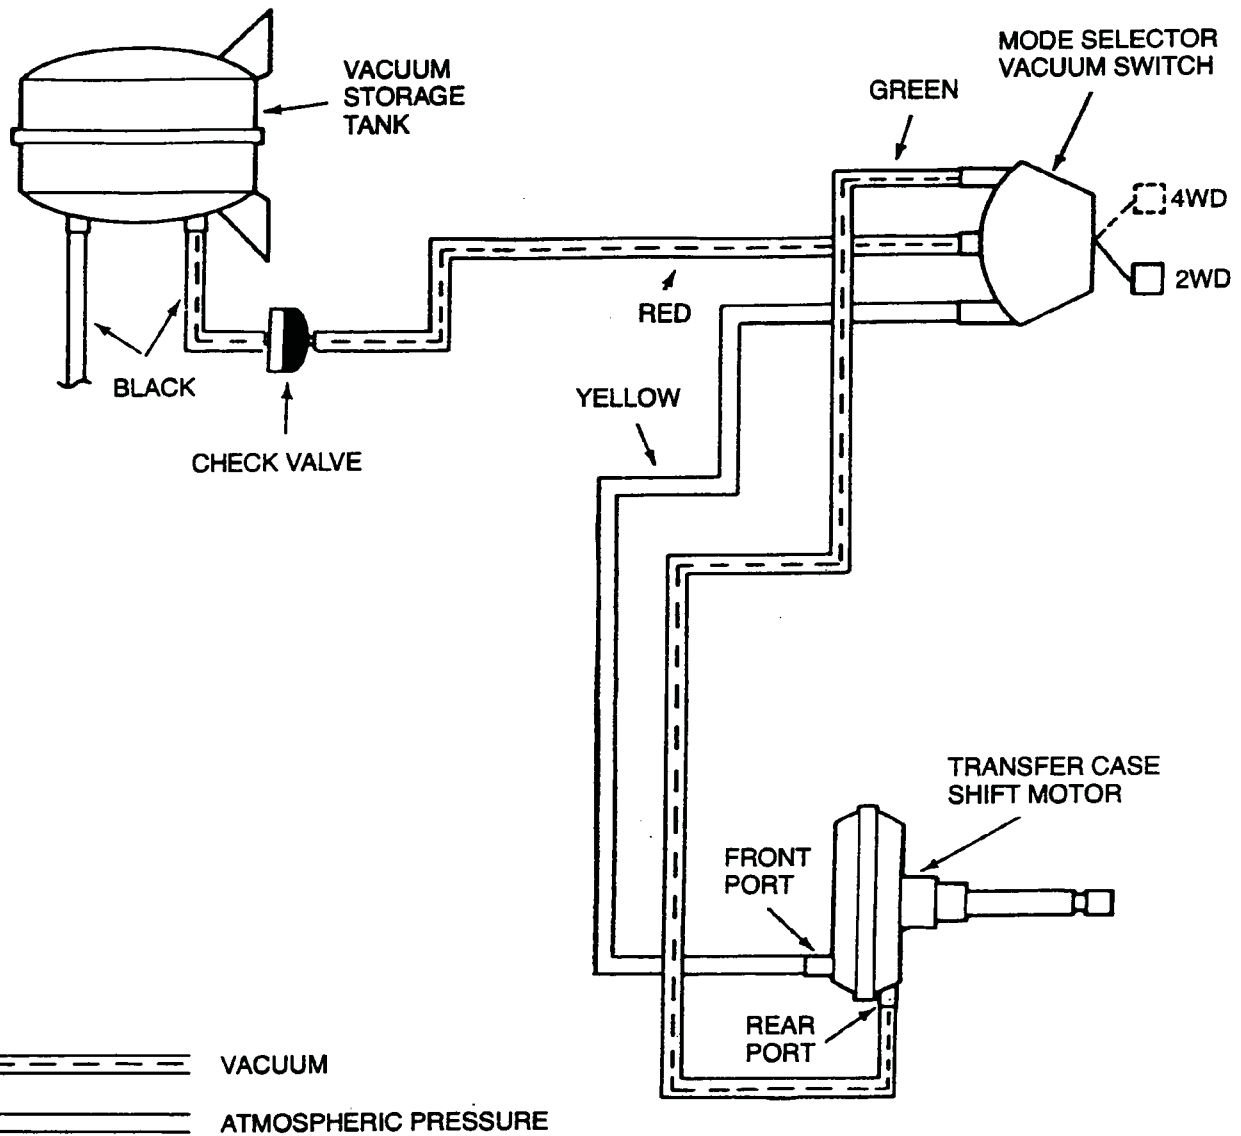 MODE SELECTOR
VACUUM SWITCH
VACUUM
STORAGE
TANK
GREEN
4WD
2WD
RED
BLACK
YELLOW
CHECK VALVE
TRANSFER CASE
SHIFT MOTOR
FRONT
PORT
REAR
PORT
VACUUM
ATMOSPHERIC PRESSURE